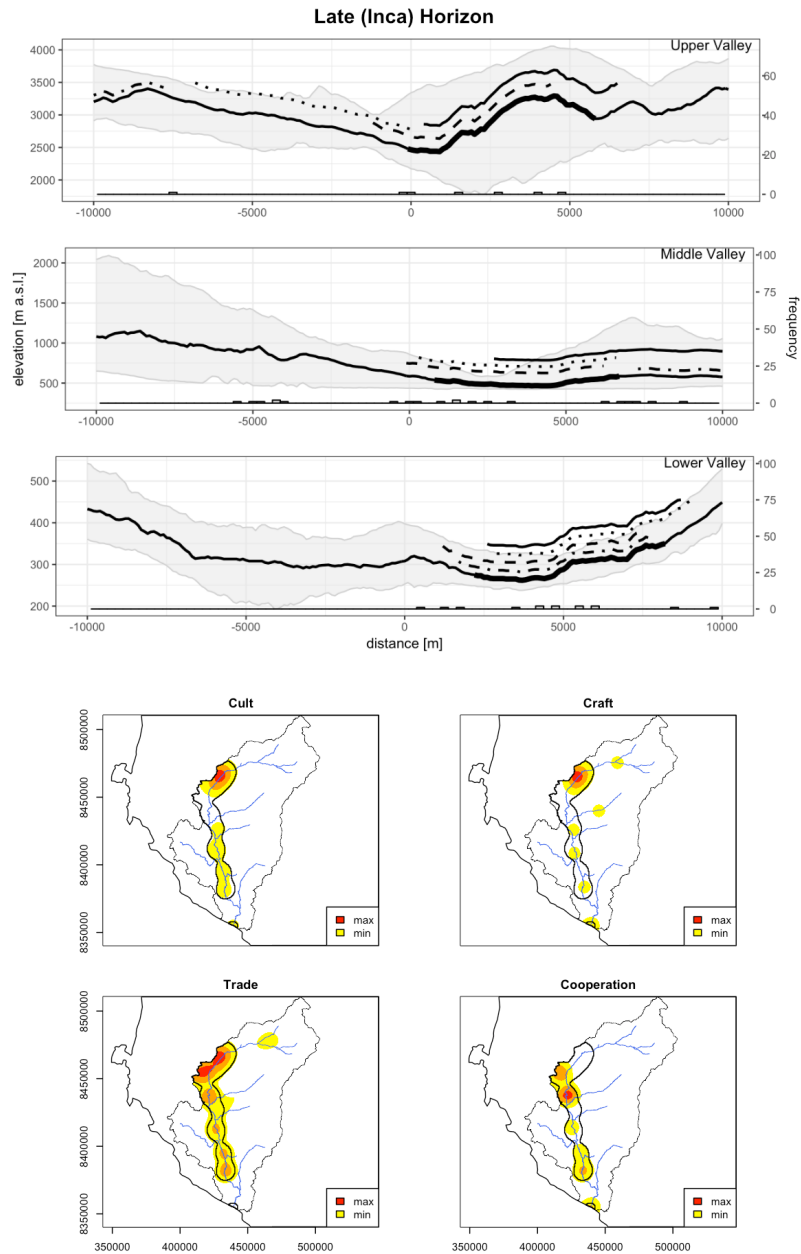 Late (Inca) Horizon
Upper Valley
4000
3500
3000
2500
2000
60
40
20
0
-10000 -5000 0 5000 10000
Middle Valley
2000
1500
1000
500
100
75
50
25
0
-10000 -5000 0 5000 10000
elevation [m a.s.l.]
frequency
Lower Valley
500
400
300
200
100
75
50
25
0
-10000 -5000 0 5000 10000
distance [m]
Cult
8500000
8450000
8400000
8350000
max
min
Craft
max
min
Trade
8500000
8450000
8400000
8350000
max
min
350000 400000 450000 500000
Cooperation
max
min
350000 400000 450000 500000